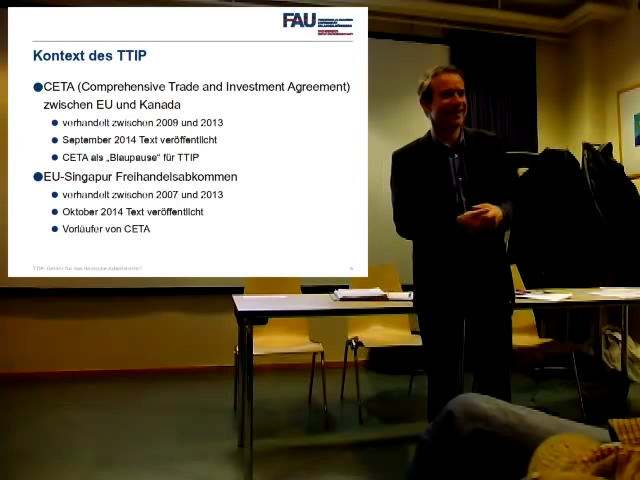 FAU
Kontext des TTIP
CETA (Comprehensive Trade and Investment Agreement)
zwischen EU und Kanada
verhandelt zwischen 2009 und 2013
September 2014 Text veröffentlicht
CETA als „Blaupause“ für TTIP
EU-Singapur Freihandelsabkommen
verhandelt zwischen 2007 und 2013
Oktober 2014 Text veröffentlicht
Vorläufer von CETA